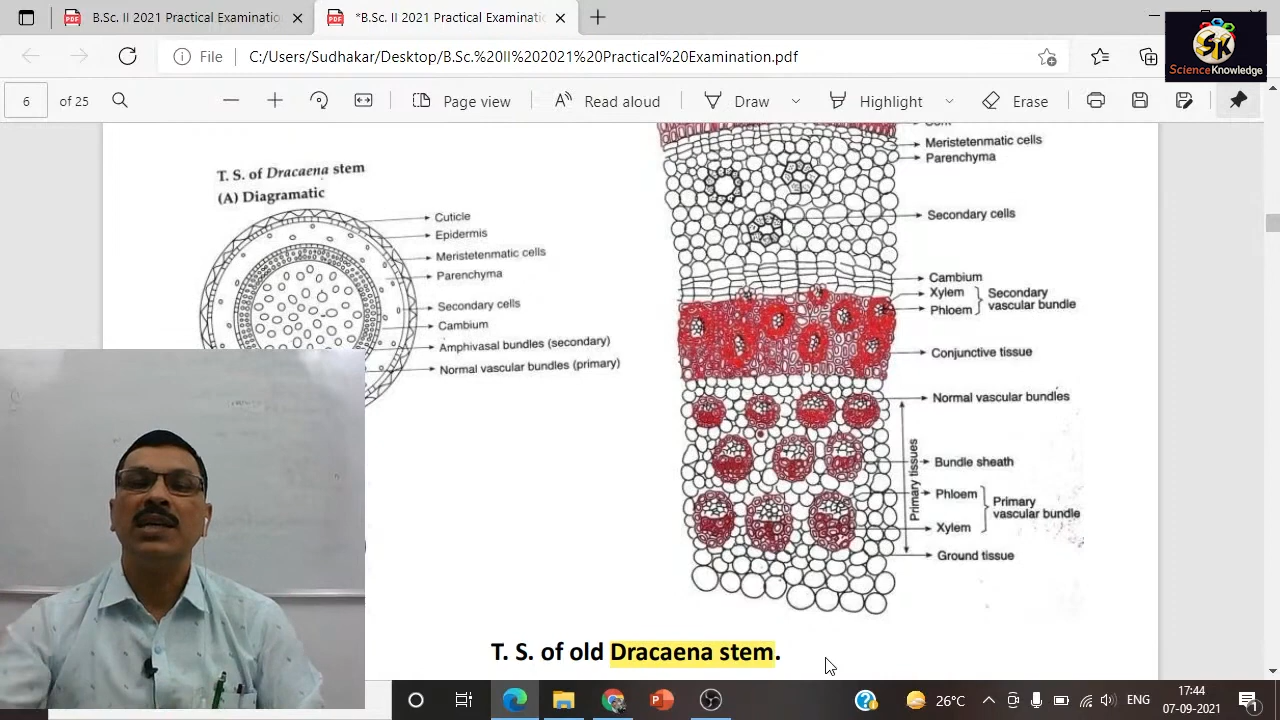 B.Sc. II 2021 Practical Examinatio
*B.Sc. II 2021 Practical Examinati
SK
Science Knowledge
File
C:/Users/Sudhakar/Desktop/B.Sc.%20II%202021%20Practical%20Examination.pdf
6 of 25
Page view
Read aloud
Draw
Highlight
Erase
T. S. of Dracaena stem
(A) Diagramatic
Cuticle
Epidermis
Meristetenmatic cells
Parenchyma
Secondary cells
Cambium
Amphivasal bundles (secondary)
Normal vascular bundles (primary)
Meristetenmatic cells
Parenchyma
Secondary cells
Cambium
Xylem
Phloem
Secondary
vascular bundle
Conjunctive tissue
Normal vascular bundles
Primary tissues
Bundle sheath
Phloem
Xylem
Primary
vascular bundle
Ground tissue
T. S. of old Dracaena stem.
26°C
ENG
17:44
07-09-2021
1